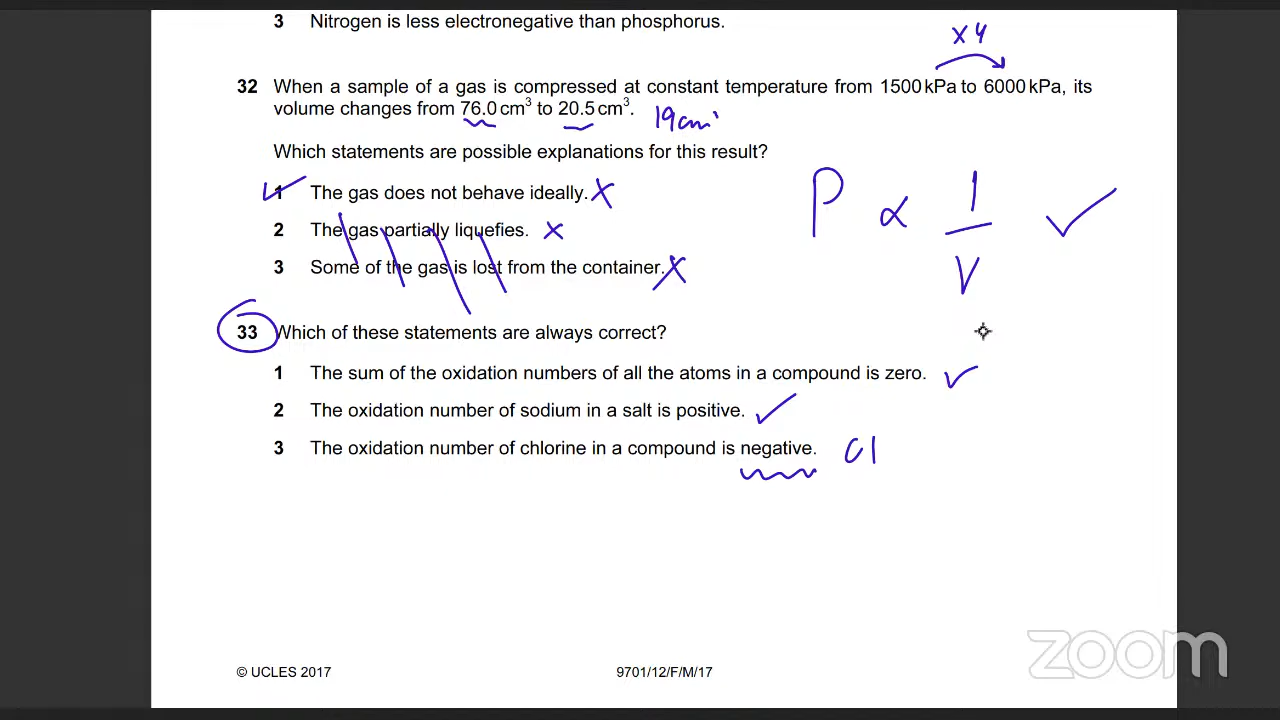 3 Nitrogen is less electronegative than phosphorus.
x4
32 When a sample of a gas is compressed at constant temperature from 1500 kPa to 6000 kPa, its
volume changes from 76.0 cm³ to 20.5 cm³. 19cm³
Which statements are possible explanations for this result?
1 The gas does not behave ideally. x
2 The gas partially liquefies. x
3 Some of the gas is lost from the container. x
P ∝ 1/V ✓
33 Which of these statements are always correct?
1 The sum of the oxidation numbers of all the atoms in a compound is zero. ✓
2 The oxidation number of sodium in a salt is positive. ✓
3 The oxidation number of chlorine in a compound is negative. Cl
© UCLES 2017 9701/12/F/M/17
zoom